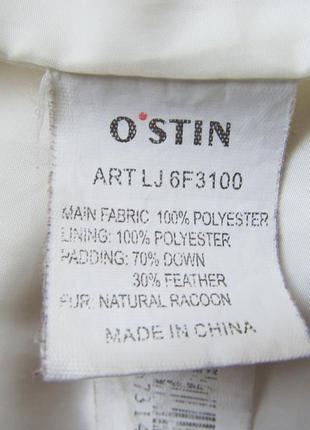 O'STIN
ART LJ 6F3100
MAIN FABRIC 100% POLYESTER
LINING: 100% POLYESTER
PADDING: 70% DOWN
30% FEATHER
FUR: NATURAL RACOON
MADE IN CHINA